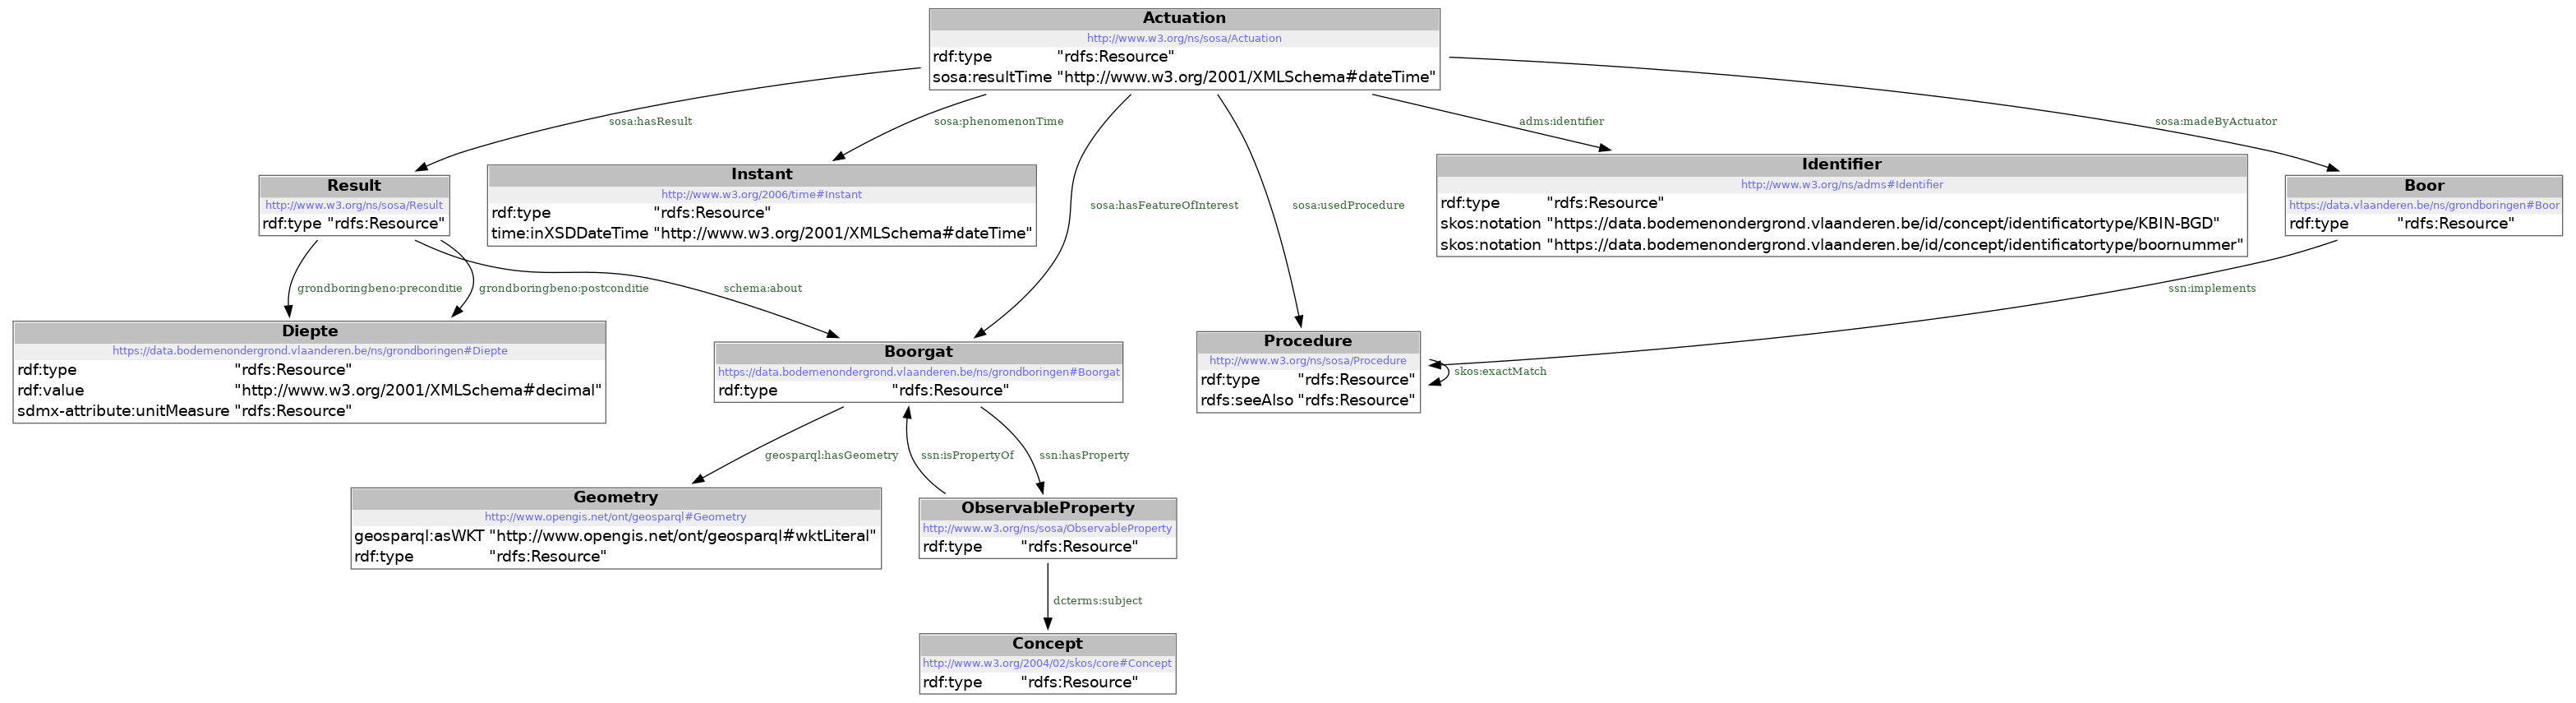 Actuation
http://www.w3.org/ns/sosa/Actuation
rdf:type "rdfs:Resource"
sosa:resultTime "http://www.w3.org/2001/XMLSchema#dateTime"
sosa:hasResult
sosa:phenomenonTime
sosa:hasFeatureOfInterest
sosa:usedProcedure
adms:identifier
sosa:madeByActuator
Result
http://www.w3.org/ns/sosa/Result
rdf:type "rdfs:Resource"
Instant
http://www.w3.org/2006/time#Instant
rdf:type "rdfs:Resource"
time:inXSDDateTime "http://www.w3.org/2001/XMLSchema#dateTime"
Identifier
http://www.w3.org/ns/adms#Identifier
rdf:type "rdfs:Resource"
skos:notation "https://data.bodemenondergrond.vlaanderen.be/id/concept/identificatortype/KBIN-BGD"
skos:notation "https://data.bodemenondergrond.vlaanderen.be/id/concept/identificatortype/boornummer"
Boor
https://data.vlaanderen.be/ns/grondboringen#Boor
rdf:type "rdfs:Resource"
grondboringbeno:preconditie
grondboringbeno:postconditie
schema:about
ssn:implements
Diepte
https://data.bodemenondergrond.vlaanderen.be/ns/grondboringen#Diepte
rdf:type "rdfs:Resource"
rdf:value "http://www.w3.org/2001/XMLSchema#decimal"
sdmx-attribute:unitMeasure "rdfs:Resource"
Boorgat
https://data.bodemenondergrond.vlaanderen.be/ns/grondboringen#Boorgat
rdf:type "rdfs:Resource"
Procedure
http://www.w3.org/ns/sosa/Procedure
rdf:type "rdfs:Resource"
rdfs:seeAlso "rdfs:Resource"
skos:exactMatch
geosparql:hasGeometry
ssn:isPropertyOf
ssn:hasProperty
Geometry
http://www.opengis.net/ont/geosparql#Geometry
geosparql:asWKT "http://www.opengis.net/ont/geosparql#wktLiteral"
rdf:type "rdfs:Resource"
ObservableProperty
http://www.w3.org/ns/sosa/ObservableProperty
rdf:type "rdfs:Resource"
dcterms:subject
Concept
http://www.w3.org/2004/02/skos/core#Concept
rdf:type "rdfs:Resource"